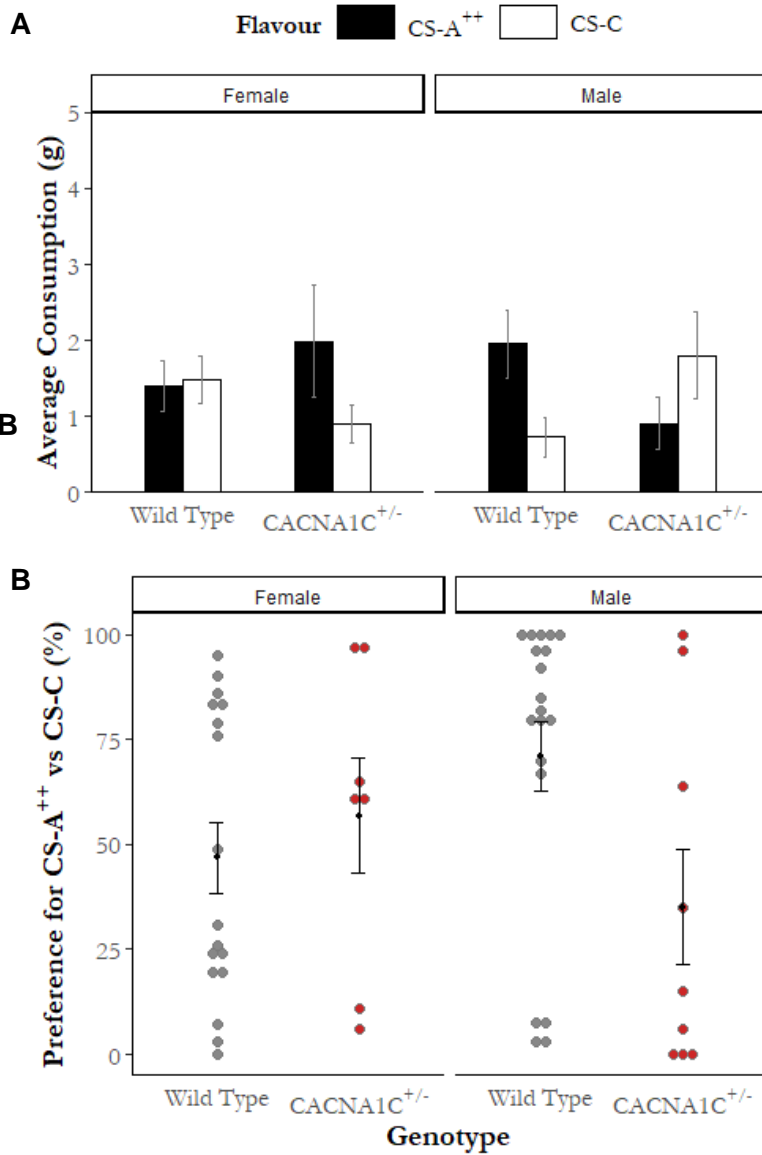 A
Flavour CS-A⁺⁺ CS-C
Female Male
Average Consumption (g)
5
4
3
2
1
0
B
Wild Type CACNA1C⁺/⁻ Wild Type CACNA1C⁺/⁻
B
Female Male
Preference for CS-A⁺⁺ vs CS-C (%)
100
75
50
25
0
Wild Type CACNA1C⁺/⁻ Wild Type CACNA1C⁺/⁻
Genotype